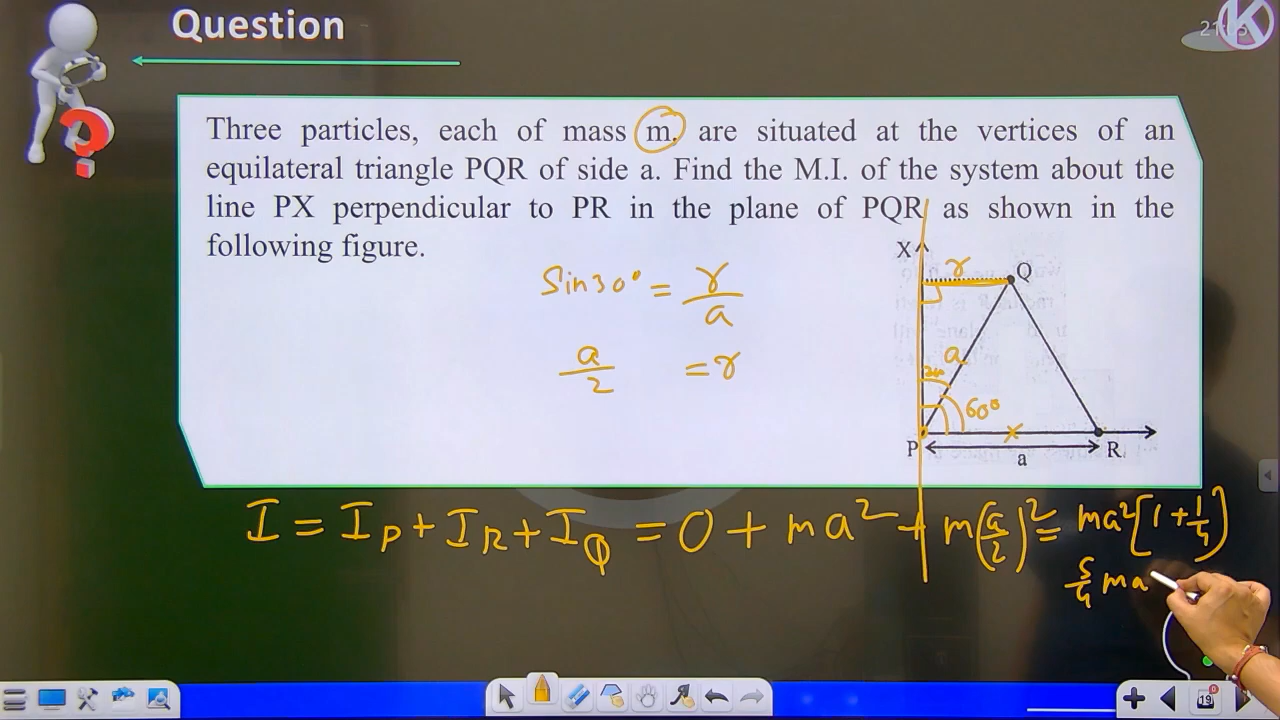 Question
Three particles, each of mass m, are situated at the vertices of an
equilateral triangle PQR of side a. Find the M.I. of the system about the
line PX perpendicular to PR in the plane of PQR as shown in the
following figure.
X
r
Q
Sin30° = r/a
a/2 = r
a
60°
P
R
a
I = I_P + I_R + I_Q = 0 + ma² + m(a/2)² = ma²[1+1/4]
5/4 ma
19